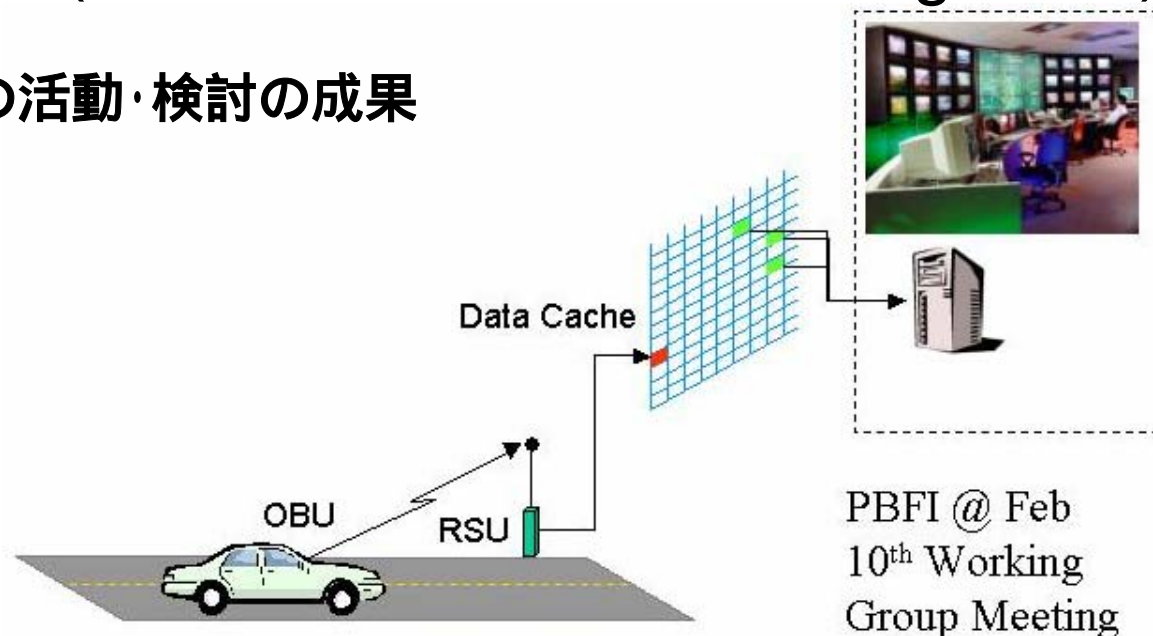 の活動・検討の成果
Data Cache
OBU
RSU
PBFI @ Feb
10th Working
Group Meeting